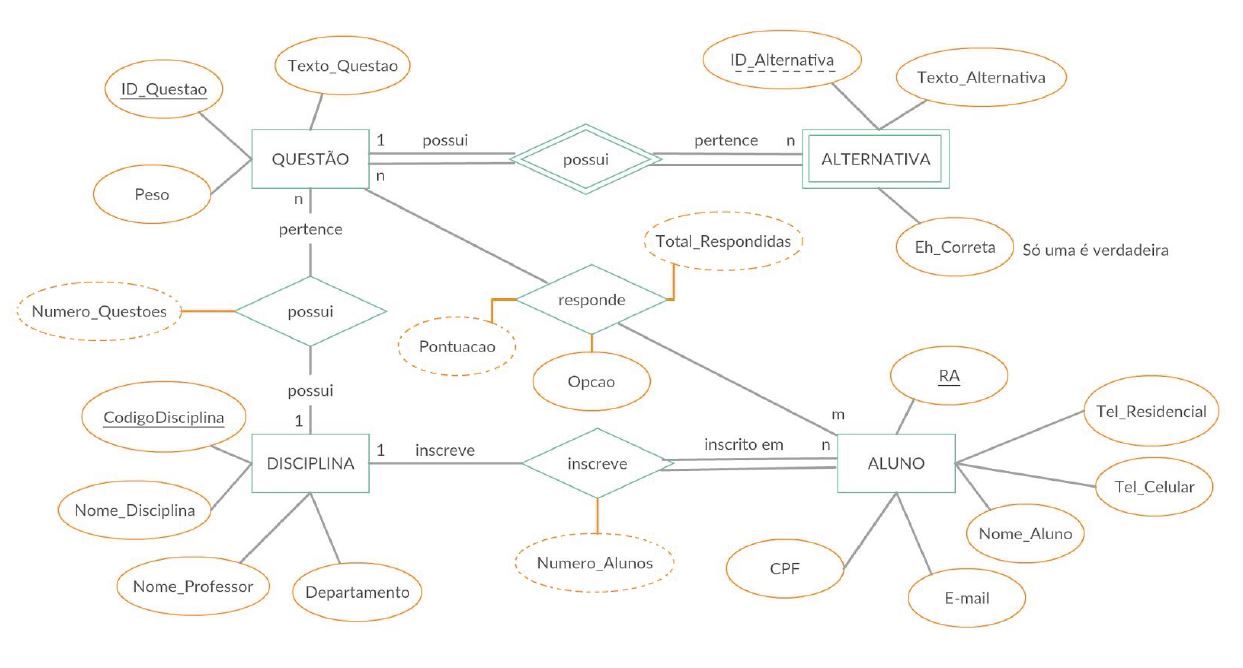 ID_Questao
Texto_Questao
ID_Alternativa
Texto_Alternativa
QUESTÃO
1
possui
possui
pertence
n
ALTERNATIVA
Peso
n
n
pertence
Total_Respondidas
Eh_Correta
Só uma é verdadeira
Numero_Questoes
possui
responde
Pontuacao
Opcao
possui
RA
CodigoDisciplina
1
m
Tel_Residencial
DISCIPLINA
1
inscreve
inscreve
inscrito em
n
ALUNO
Tel_Celular
Nome_Disciplina
Nome_Aluno
Nome_Professor
Departamento
Numero_Alunos
CPF
E-mail